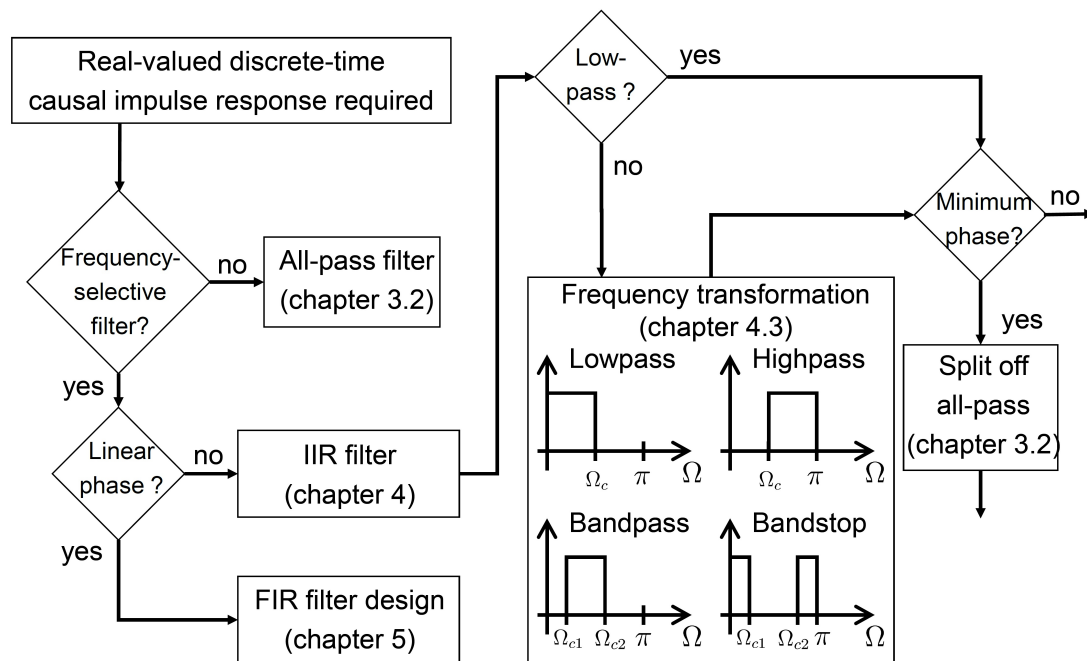 Real-valued discrete-time
causal impulse response required
Frequency-
selective
filter?
no
All-pass filter
(chapter 3.2)
yes
Linear
phase ?
no
IIR filter
(chapter 4)
yes
FIR filter design
(chapter 5)
Low-
pass ?
yes
no
Minimum
phase?
no
yes
Split off
all-pass
(chapter 3.2)
Frequency transformation
(chapter 4.3)
Lowpass
Ω_c π Ω
Highpass
Ω_c π Ω
Bandpass
Ω_c1 Ω_c2 π Ω
Bandstop
Ω_c1 Ω_c2 π Ω